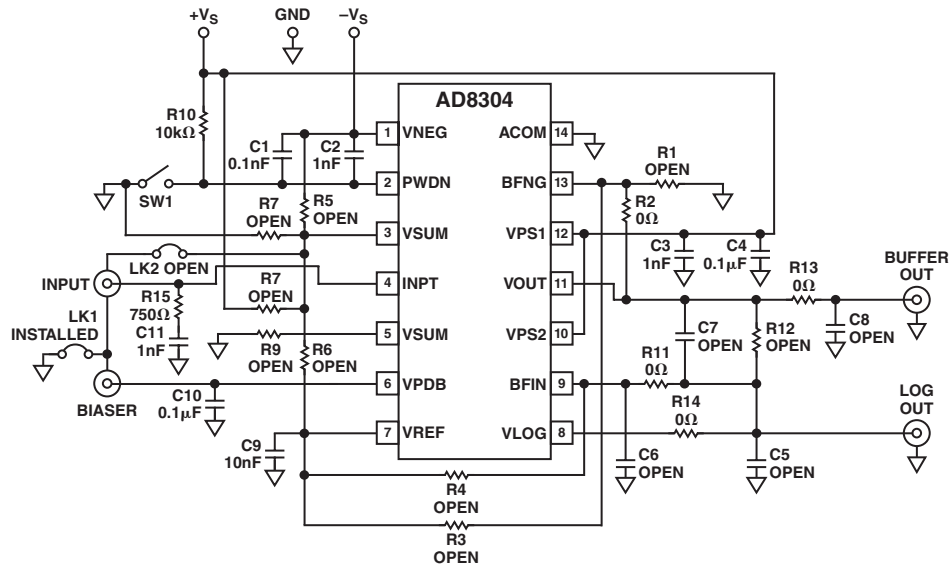 +VS
GND
–VS
AD8304
R10
10kΩ
C1
0.1nF
C2
1nF
1 VNEG
ACOM 14
R1
OPEN
2 PWDN
BFNG 13
SW1
R7
OPEN
R5
OPEN
R2
0Ω
3 VSUM
VPS1 12
C3
1nF
C4
0.1µF
LK2 OPEN
INPUT
4 INPT
VOUT 11
R13
0Ω
BUFFER
OUT
R15
750Ω
R7
OPEN
LK1
INSTALLED
C11
1nF
5 VSUM
VPS2 10
C7
OPEN
R12
OPEN
C8
OPEN
R9
OPEN
R6
OPEN
R11
0Ω
6 VPDB
BFIN 9
BIASER
C10
0.1µF
R14
0Ω
LOG
OUT
7 VREF
VLOG 8
C9
10nF
C6
OPEN
C5
OPEN
R4
OPEN
R3
OPEN